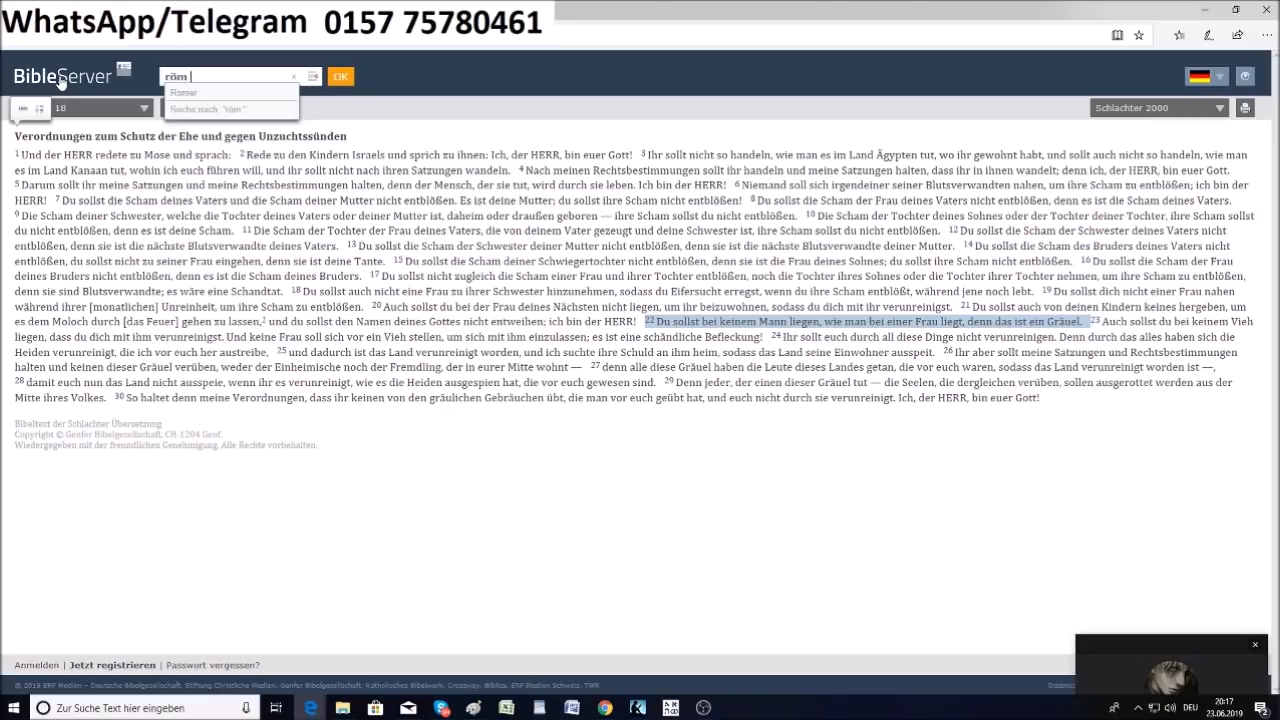 WhatsApp/Telegram 0157 75780461
BibleServer ERF
röm
OK
Römer
Suche nach "röm "
18
Schlachter 2000
Verordnungen zum Schutz der Ehe und gegen Unzuchtssünden
1 Und der HERR redete zu Mose und sprach: 2 Rede zu den Kindern Israels und sprich zu ihnen: Ich, der HERR, bin euer Gott! 3 Ihr sollt nicht so handeln, wie man es im Land Ägypten tut, wo ihr gewohnt habt, und sollt auch nicht so handeln, wie man
es im Land Kanaan tut, wohin ich euch führen will, und ihr sollt nicht nach ihren Satzungen wandeln. 4 Nach meinen Rechtsbestimmungen sollt ihr handeln und meine Satzungen halten, dass ihr in ihnen wandelt; denn ich, der HERR, bin euer Gott.
5 Darum sollt ihr meine Satzungen und meine Rechtsbestimmungen halten, denn der Mensch, der sie tut, wird durch sie leben. Ich bin der HERR! 6 Niemand soll sich irgendeiner seiner Blutsverwandten nahen, um ihre Scham zu entblößen; ich bin der
HERR! 7 Du sollst die Scham deines Vaters und die Scham deiner Mutter nicht entblößen. Es ist deine Mutter; du sollst ihre Scham nicht entblößen! 8 Du sollst die Scham der Frau deines Vaters nicht entblößen, denn es ist die Scham deines Vaters.
9 Die Scham deiner Schwester, welche die Tochter deines Vaters oder deiner Mutter ist, daheim oder draußen geboren — ihre Scham sollst du nicht entblößen. 10 Die Scham der Tochter deines Sohnes oder der Tochter deiner Tochter, ihre Scham sollst
du nicht entblößen, denn es ist deine Scham. 11 Die Scham der Tochter der Frau deines Vaters, die von deinem Vater gezeugt und deine Schwester ist, ihre Scham sollst du nicht entblößen. 12 Du sollst die Scham der Schwester deines Vaters nicht
entblößen, denn sie ist die nächste Blutsverwandte deines Vaters. 13 Du sollst die Scham der Schwester deiner Mutter nicht entblößen, denn sie ist die nächste Blutsverwandte deiner Mutter. 14 Du sollst die Scham des Bruders deines Vaters nicht
entblößen, du sollst nicht zu seiner Frau eingehen, denn sie ist deine Tante. 15 Du sollst die Scham deiner Schwiegertochter nicht entblößen, denn sie ist die Frau deines Sohnes; du sollst ihre Scham nicht entblößen. 16 Du sollst die Scham der Frau
deines Bruders nicht entblößen, denn es ist die Scham deines Bruders. 17 Du sollst nicht zugleich die Scham einer Frau und ihrer Tochter entblößen, noch die Tochter ihres Sohnes oder die Tochter ihrer Tochter nehmen, um ihre Scham zu entblößen,
denn sie sind Blutsverwandte; es wäre eine Schandtat. 18 Du sollst auch nicht eine Frau zu ihrer Schwester hinzunehmen, sodass du Eifersucht erregst, wenn du ihre Scham entblößt, während jene noch lebt. 19 Du sollst dich nicht einer Frau nahen
während ihrer [monatlichen] Unreinheit, um ihre Scham zu entblößen. 20 Auch sollst du bei der Frau deines Nächsten nicht liegen, um ihr beizuwohnen, sodass du dich mit ihr verunreinigst. 21 Du sollst auch von deinen Kindern keines hergeben, um
es dem Moloch durch [das Feuer] gehen zu lassen, und du sollst den Namen deines Gottes nicht entweihen; ich bin der HERR! 22 Du sollst bei keinem Mann liegen, wie man bei einer Frau liegt, denn das ist ein Gräuel. 23 Auch sollst du bei keinem Vieh
liegen, dass du dich mit ihm verunreinigst. Und keine Frau soll sich vor ein Vieh stellen, um sich mit ihm einzulassen; es ist eine schändliche Befleckung! 24 Ihr sollt euch durch all diese Dinge nicht verunreinigen. Denn durch das alles haben sich die
Heiden verunreinigt, die ich vor euch her austreibe, 25 und dadurch ist das Land verunreinigt worden, und ich suchte ihre Schuld an ihm heim, sodass das Land seine Einwohner ausspeit. 26 Ihr aber sollt meine Satzungen und Rechtsbestimmungen
halten und keinen dieser Gräuel verüben, weder der Einheimische noch der Fremdling, der in eurer Mitte wohnt — 27 denn alle diese Gräuel haben die Leute dieses Landes getan, die vor euch waren, sodass das Land verunreinigt worden ist —,
28 damit euch nun das Land nicht ausspeie, wenn ihr es verunreinigt, wie es die Heiden ausgespien hat, die vor euch gewesen sind. 29 Denn jeder, der einen dieser Gräuel tut — die Seelen, die dergleichen verüben, sollen ausgerottet werden aus der
Mitte ihres Volkes. 30 So haltet denn meine Verordnungen, dass ihr keinen von den gräulichen Gebräuchen übt, die man vor euch geübt hat, und euch nicht durch sie verunreinigt. Ich, der HERR, bin euer Gott!
Bibeltext der Schlachter Übersetzung
Copyright © Genfer Bibelgesellschaft, CH 1204 Genf.
Wiedergegeben mit der freundlichen Genehmigung. Alle Rechte vorbehalten.
Anmelden | Jetzt registrieren | Passwort vergessen?
© 2019 ERF Medien – Deutsche Bibelgesellschaft, Stiftung Christliche Medien, Genfer Bibelgesellschaft, Katholisches Bibelwerk, Crossway, Biblica, ERF Medien Schweiz, TWR
Datensc
Zur Suche Text hier eingeben
DEU
20:17
23.06.2019
2